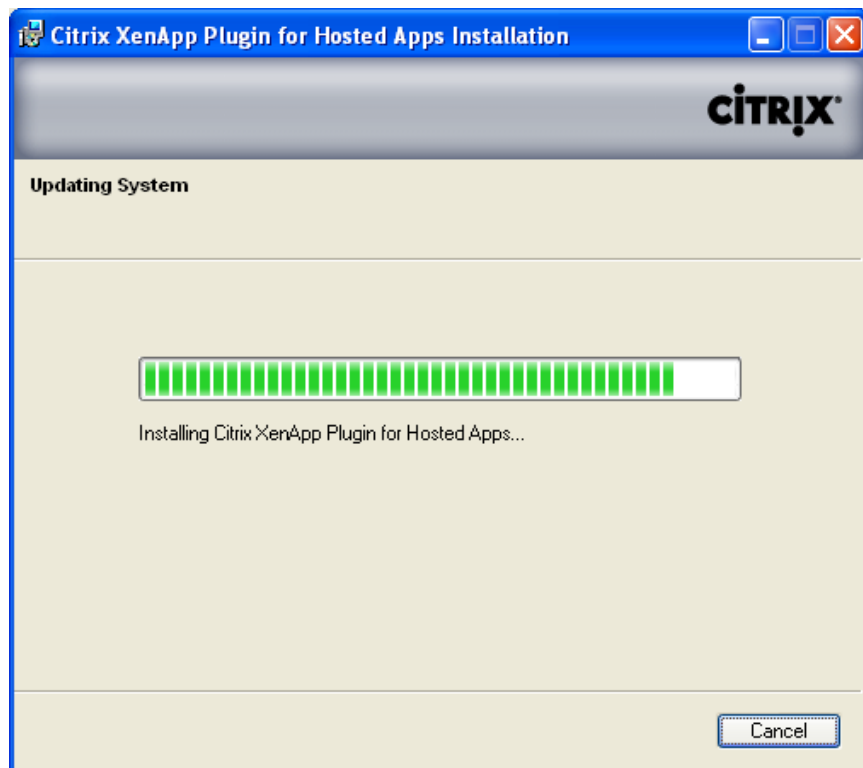 Citrix XenApp Plugin for Hosted Apps Installation
CITRIX
Updating System
Installing Citrix XenApp Plugin for Hosted Apps...
Cancel